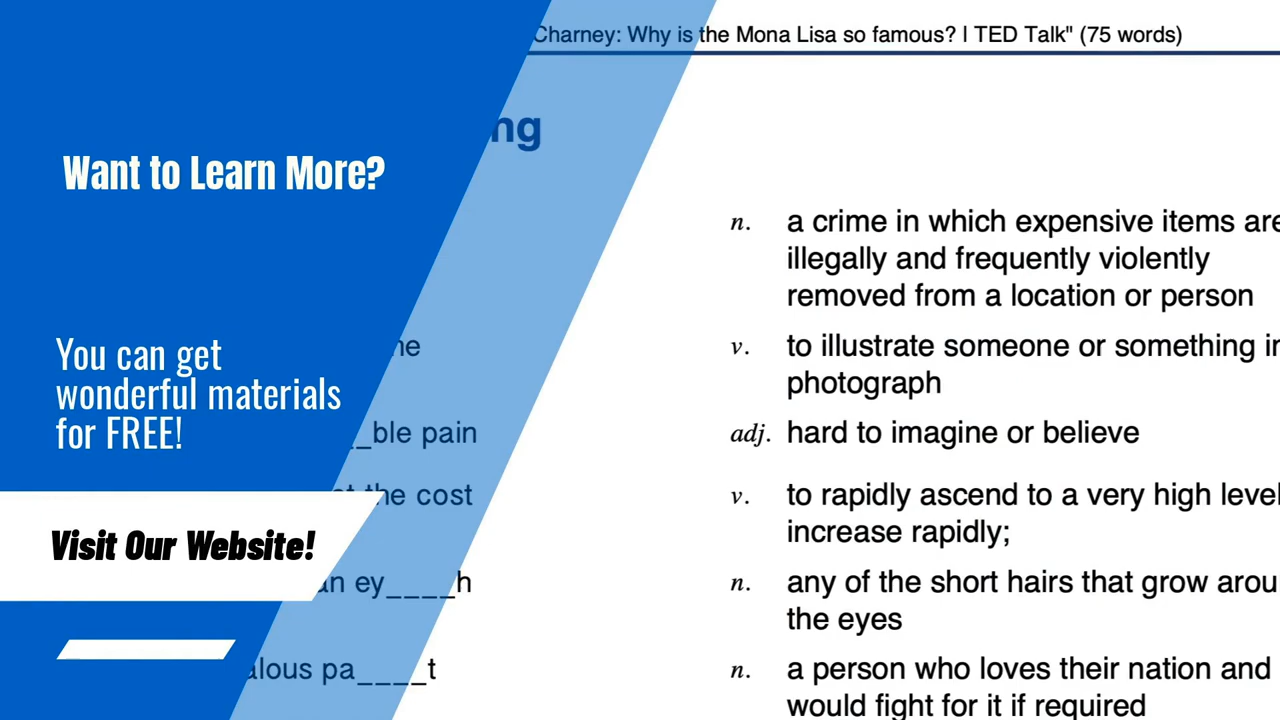 Charney: Why is the Mona Lisa so famous? | TED Talk" (75 words)
ng
Want to Learn More?
You can get
wonderful materials
for FREE!
Visit Our Website!
n. a crime in which expensive items are
illegally and frequently violently
removed from a location or person
v. to illustrate someone or something in
photograph
_ble pain
adj. hard to imagine or believe
the cost
v. to rapidly ascend to a very high level
increase rapidly;
an ey____h
n. any of the short hairs that grow arou
the eyes
alous pa____t
n. a person who loves their nation and
would fight for it if required